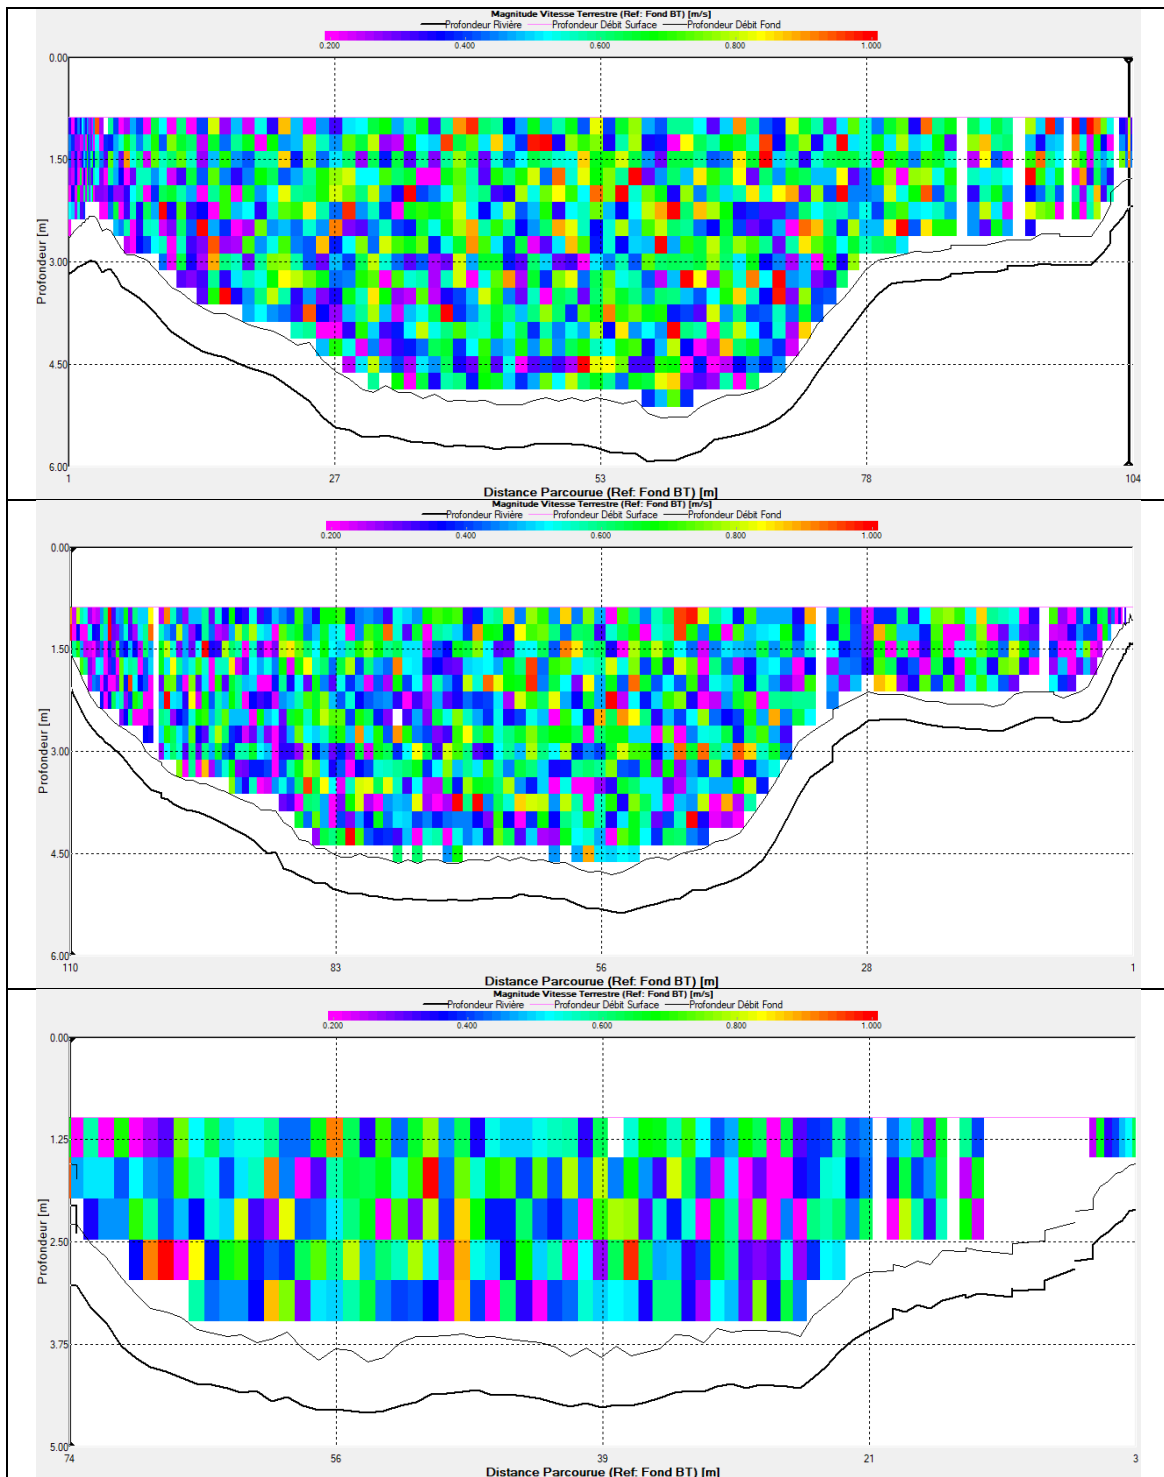 Magnitude Vitesse Terrestre (Ref: Fond BT) [m/s]
Profondeur Rivière Profondeur Débit Surface Profondeur Débit Fond
0.200 0.400 0.600 0.800 1.000
0.00
1.50
3.00
4.50
6.00
Profondeur [m]
1 27 53 78 104
Distance Parcourue (Ref: Fond BT) [m]
Magnitude Vitesse Terrestre (Ref: Fond BT) [m/s]
Profondeur Rivière Profondeur Débit Surface Profondeur Débit Fond
0.200 0.400 0.600 0.800 1.000
0.00
1.50
3.00
4.50
6.00
Profondeur [m]
110 83 56 28 1
Distance Parcourue (Ref: Fond BT) [m]
Magnitude Vitesse Terrestre (Ref: Fond BT) [m/s]
Profondeur Rivière Profondeur Débit Surface Profondeur Débit Fond
0.200 0.400 0.600 0.800 1.000
0.00
1.25
2.50
3.75
5.00
Profondeur [m]
74 56 39 21 3
Distance Parcourue (Ref: Fond BT) [m]